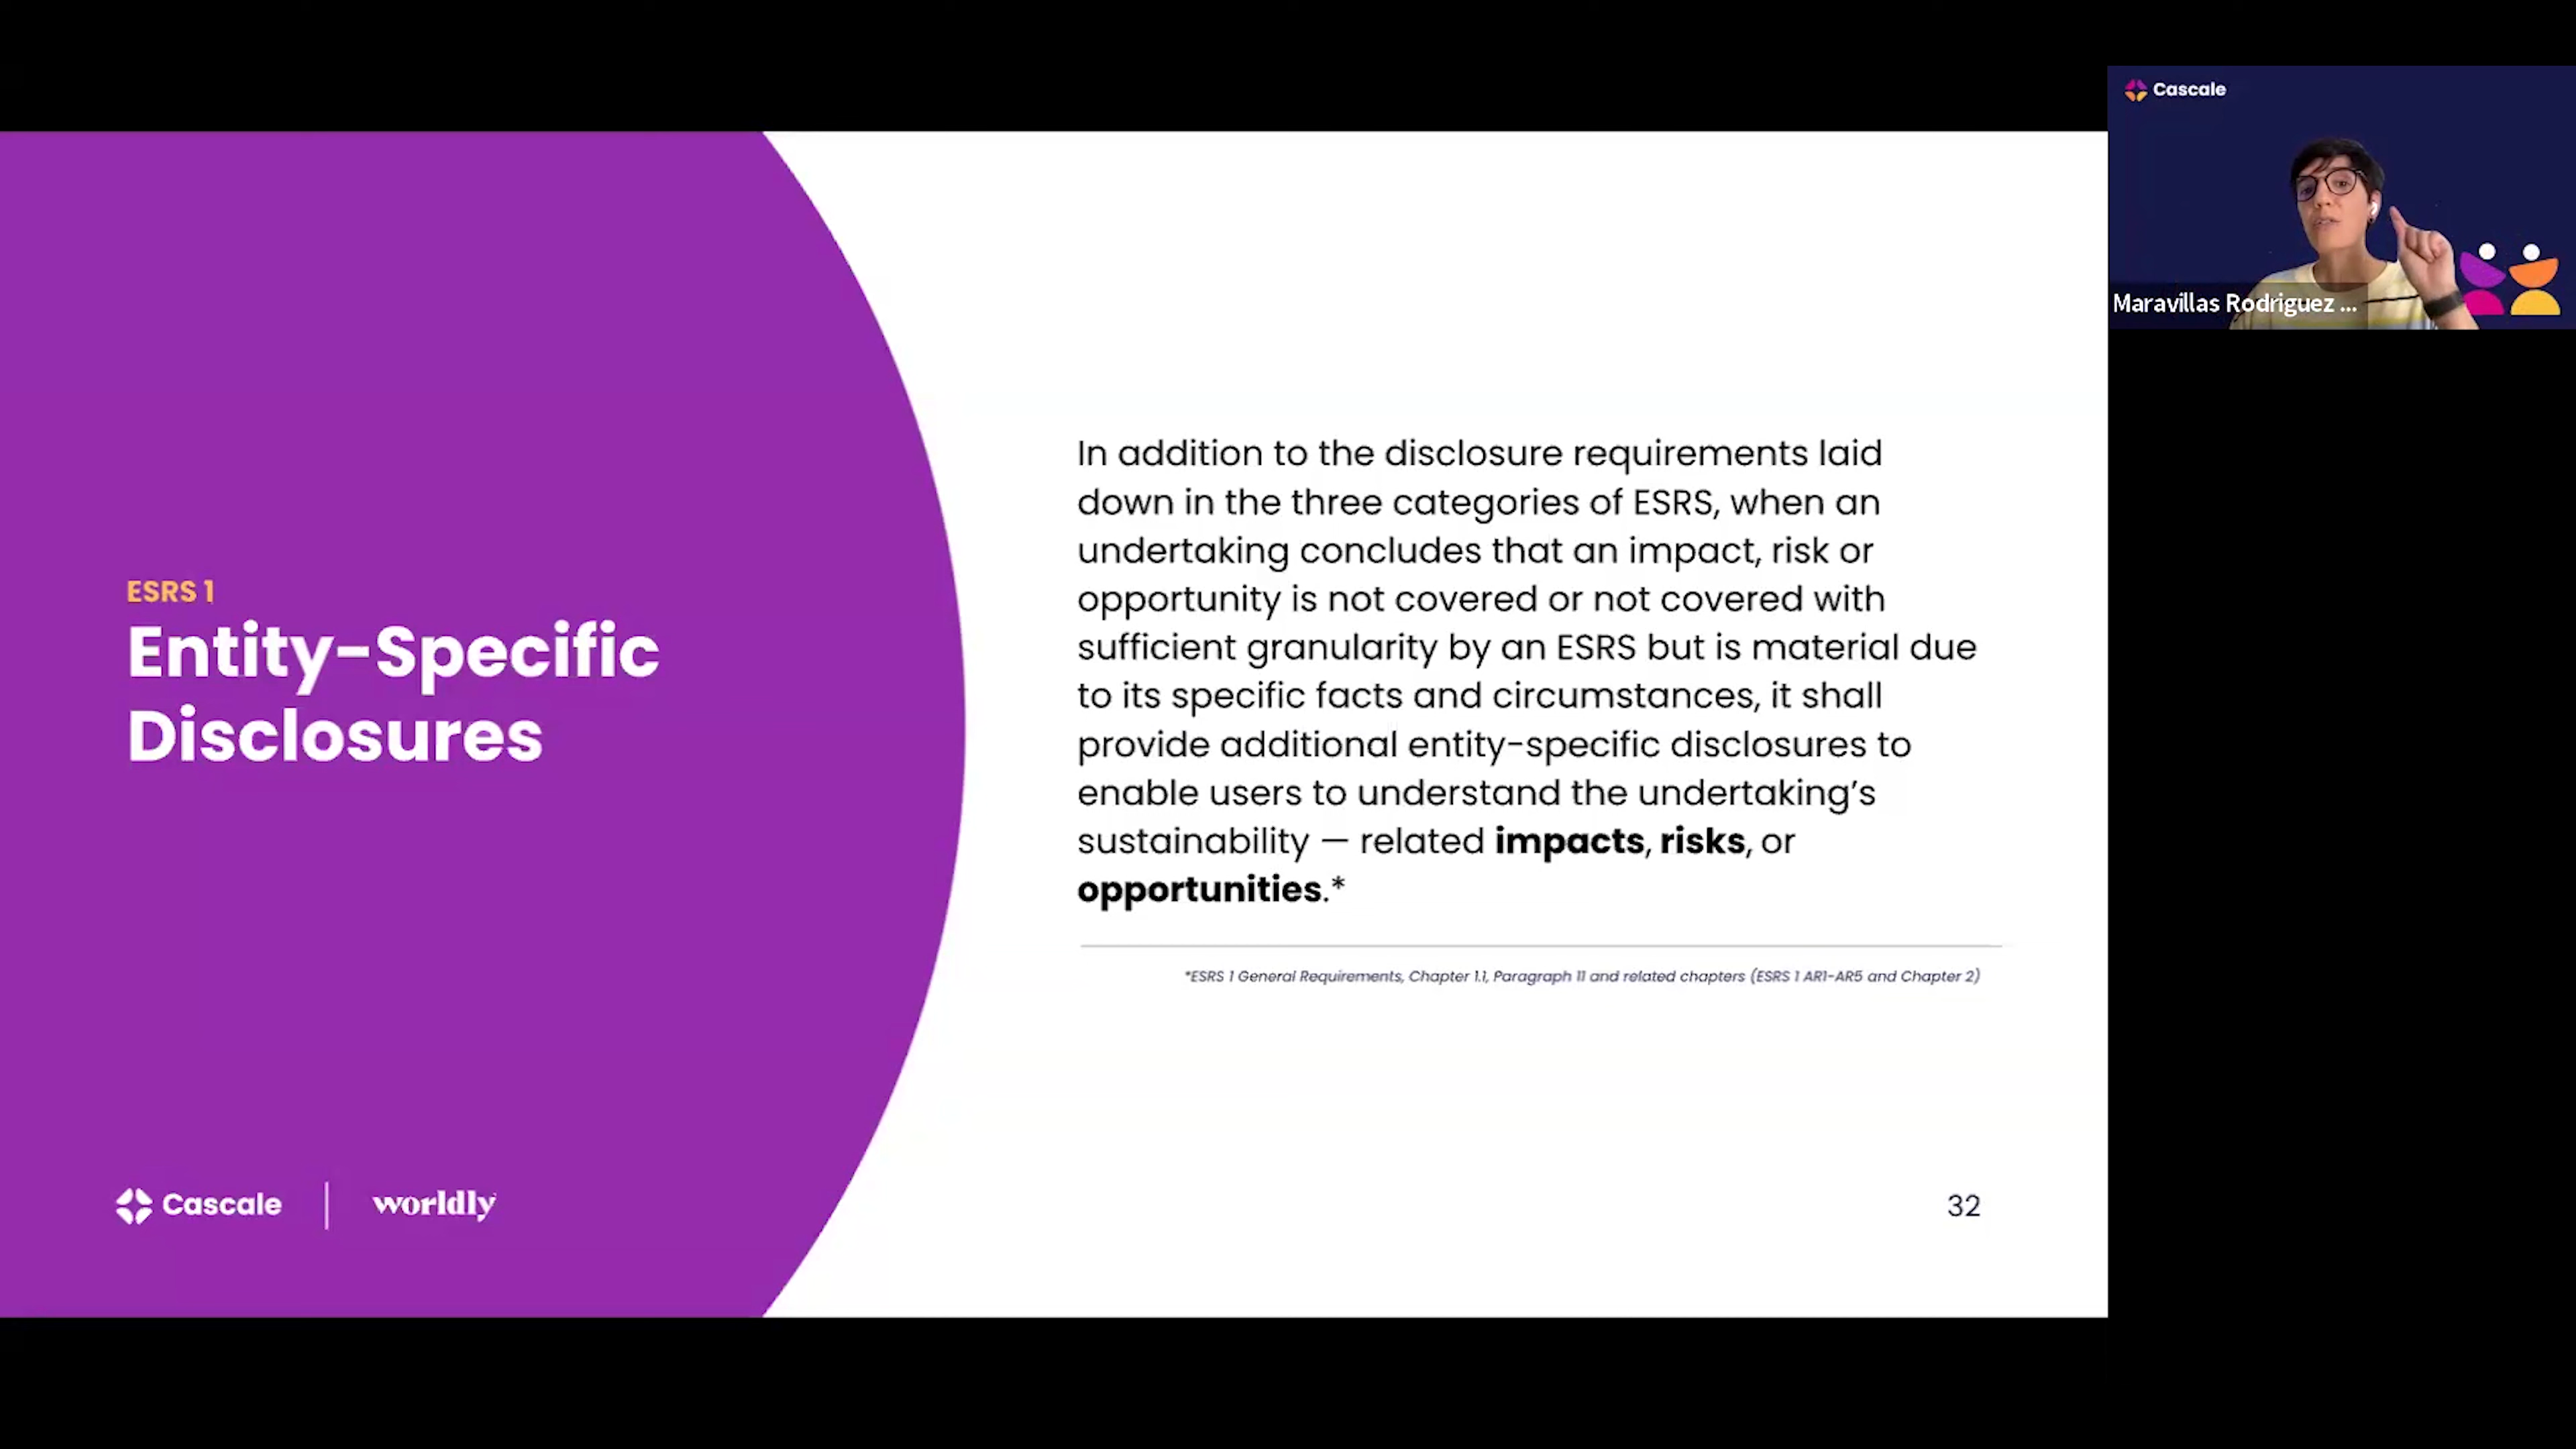 Cascale
Maravillas Rodriguez ...
ESRS 1
Entity-Specific
Disclosures
In addition to the disclosure requirements laid
down in the three categories of ESRS, when an
undertaking concludes that an impact, risk or
opportunity is not covered or not covered with
sufficient granularity by an ESRS but is material due
to its specific facts and circumstances, it shall
provide additional entity-specific disclosures to
enable users to understand the undertaking’s
sustainability — related impacts, risks, or
opportunities.*
*ESRS 1 General Requirements, Chapter 1.1, Paragraph 11 and related chapters (ESRS 1 AR1-AR5 and Chapter 2)
Cascale
worldly
32